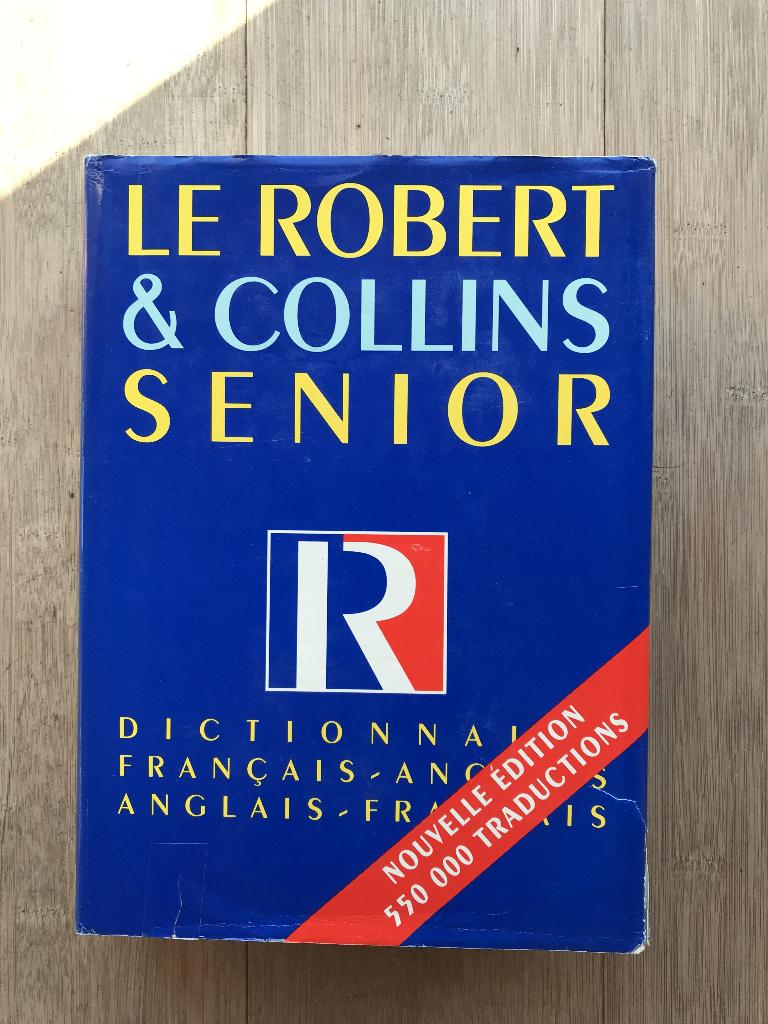 LE ROBERT
& COLLINS
SENIOR
R
FRANÇAIS-
ANGLAIS-
NOUVELLE ÉDITION
550 000 TRADUCTIONS